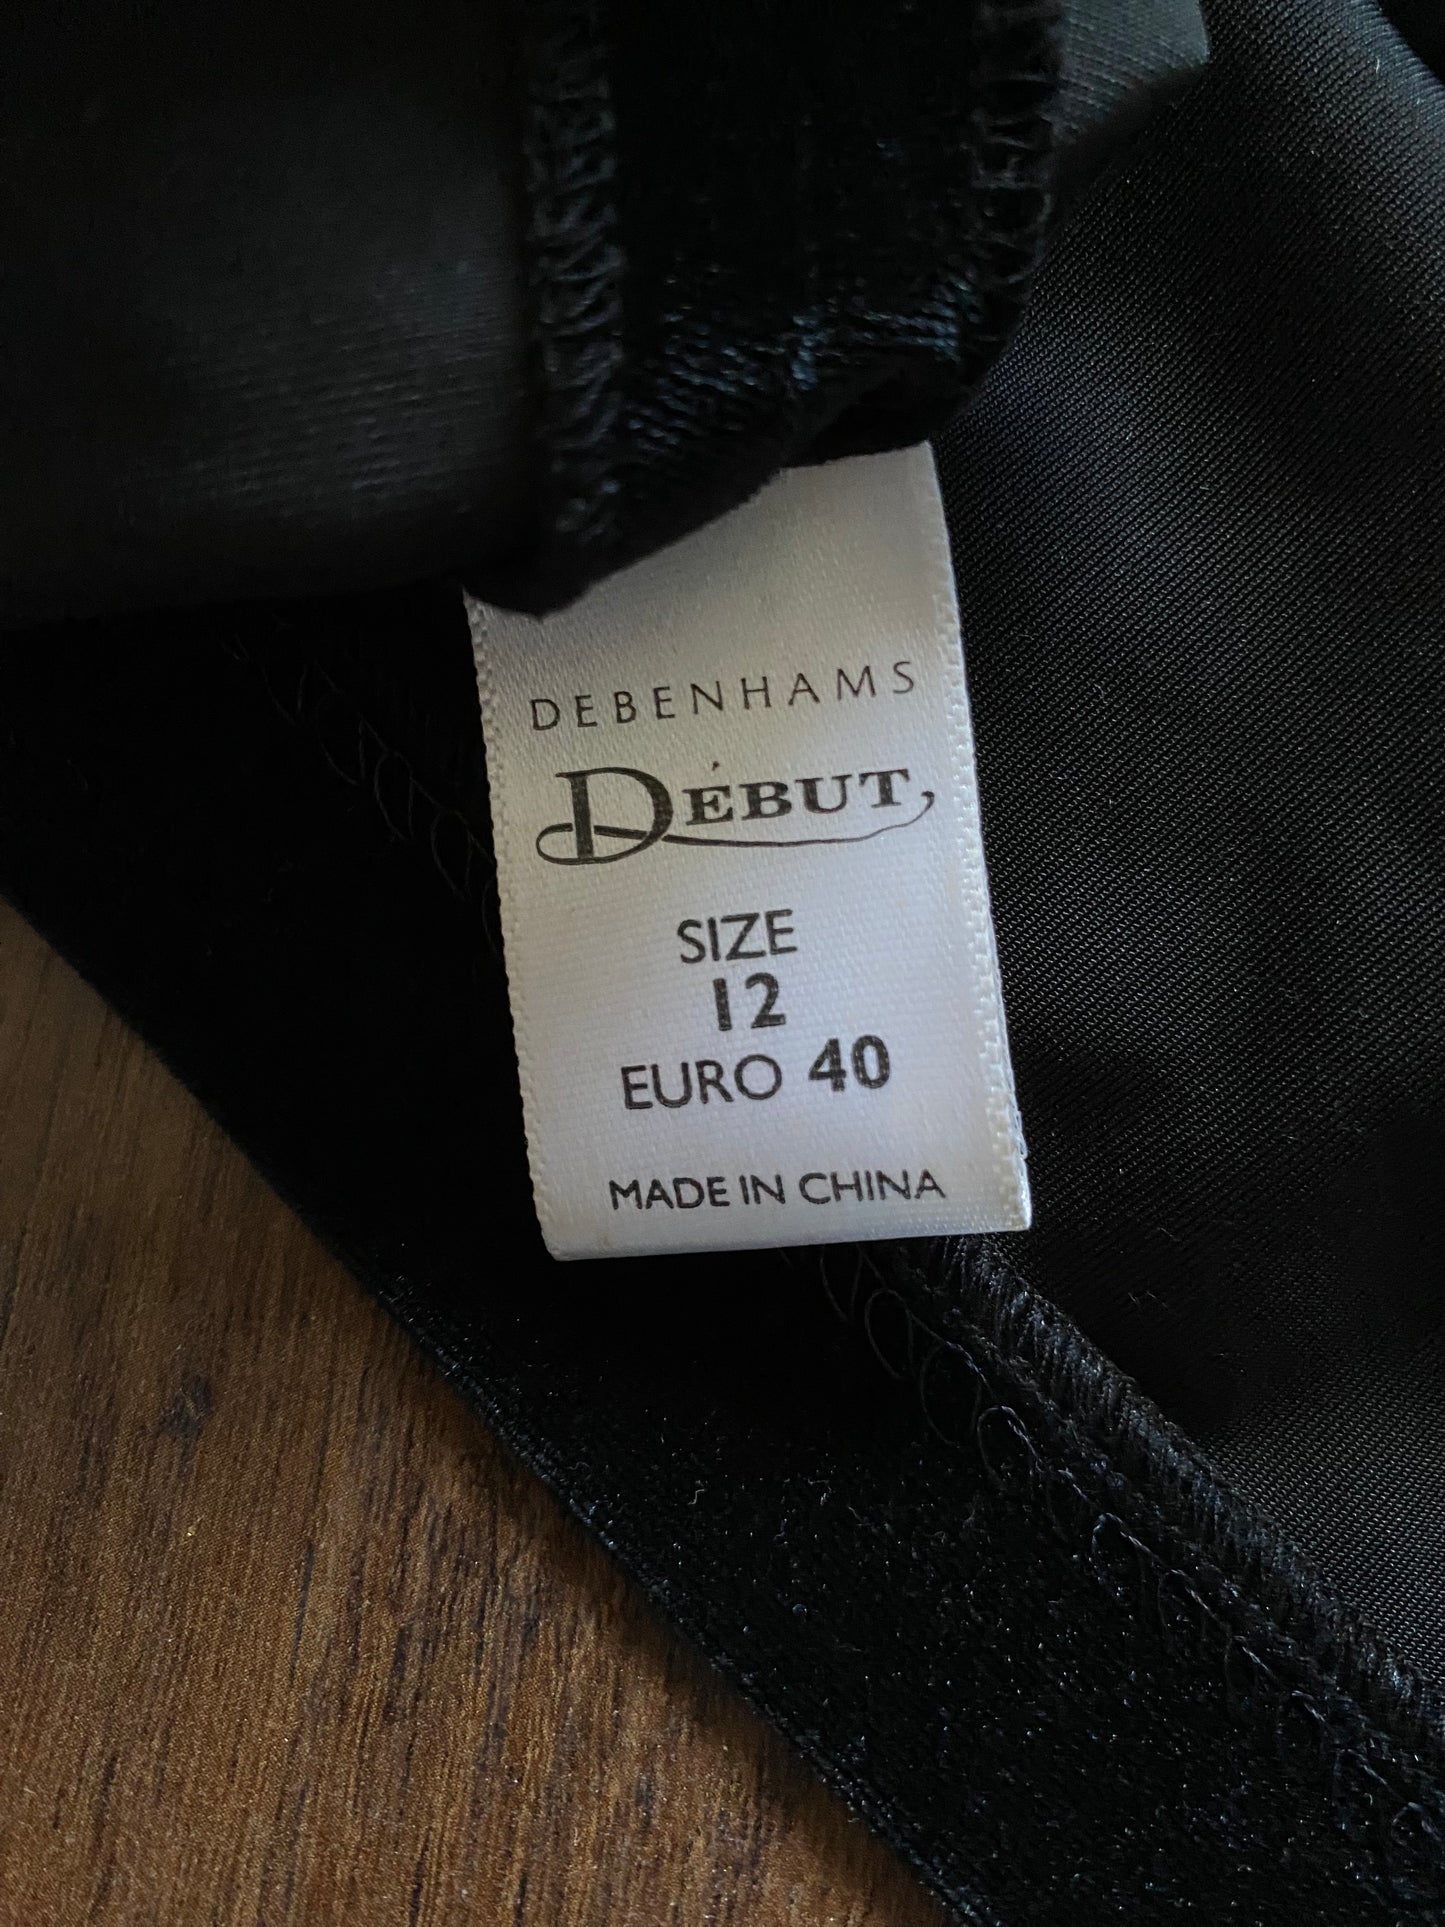 DEBENHAMS
DÉBUT
SIZE
12
EURO 40
MADE IN CHINA